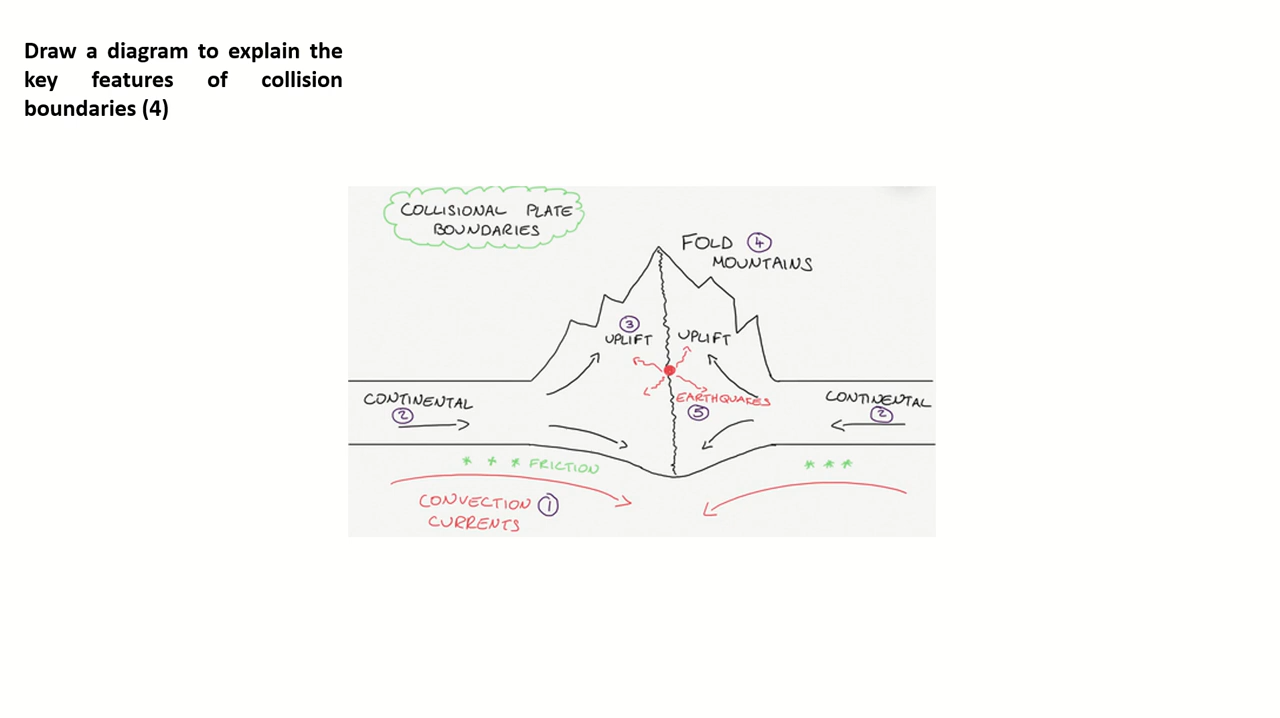 Draw a diagram to explain the
key features of collision
boundaries (4)
COLLISIONAL PLATE
BOUNDARIES
FOLD 4
MOUNTAINS
3
UPLIFT UPLIFT
CONTINENTAL
2
EARTHQUAKES
5
CONTINENTAL
2
* * * FRICTION
* * *
CONVECTION 1
CURRENTS